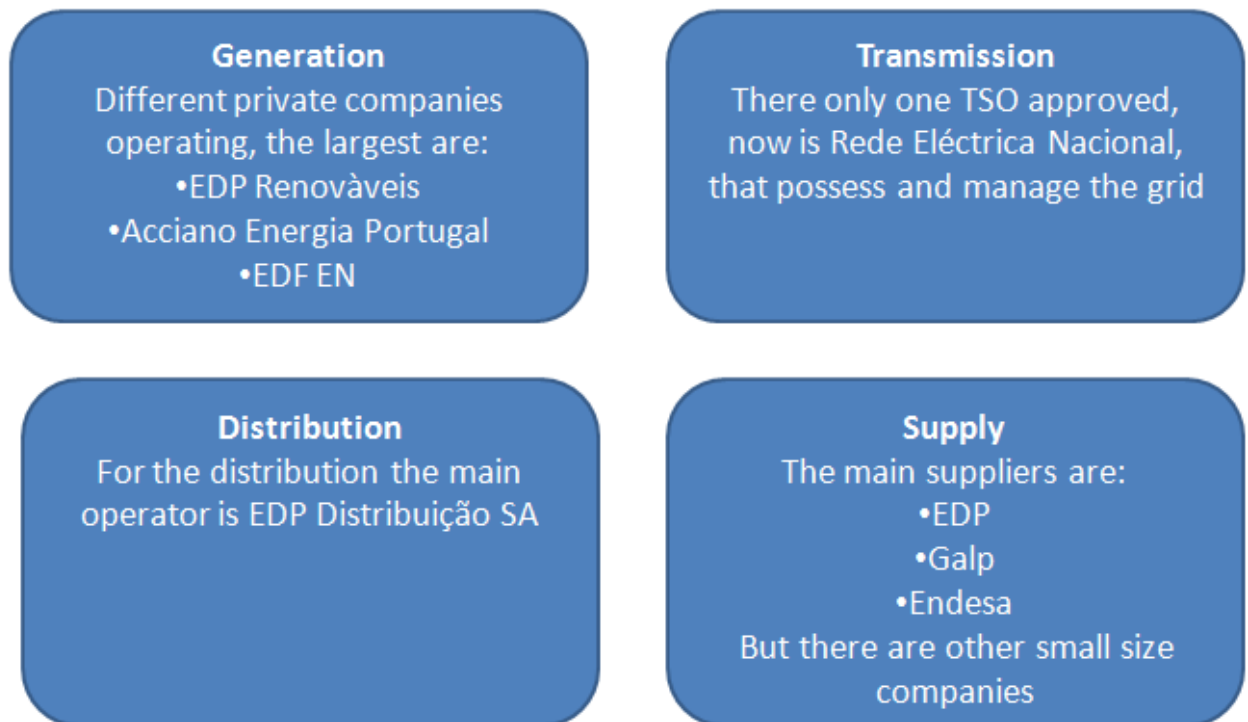 Generation
Different private companies
operating, the largest are:
•EDP Renovàveis
•Acciano Energia Portugal
•EDF EN
Transmission
There only one TSO approved,
now is Rede Eléctrica Nacional,
that possess and manage the grid
Distribution
For the distribution the main
operator is EDP Distribuição SA
Supply
The main suppliers are:
•EDP
•Galp
•Endesa
But there are other small size
companies